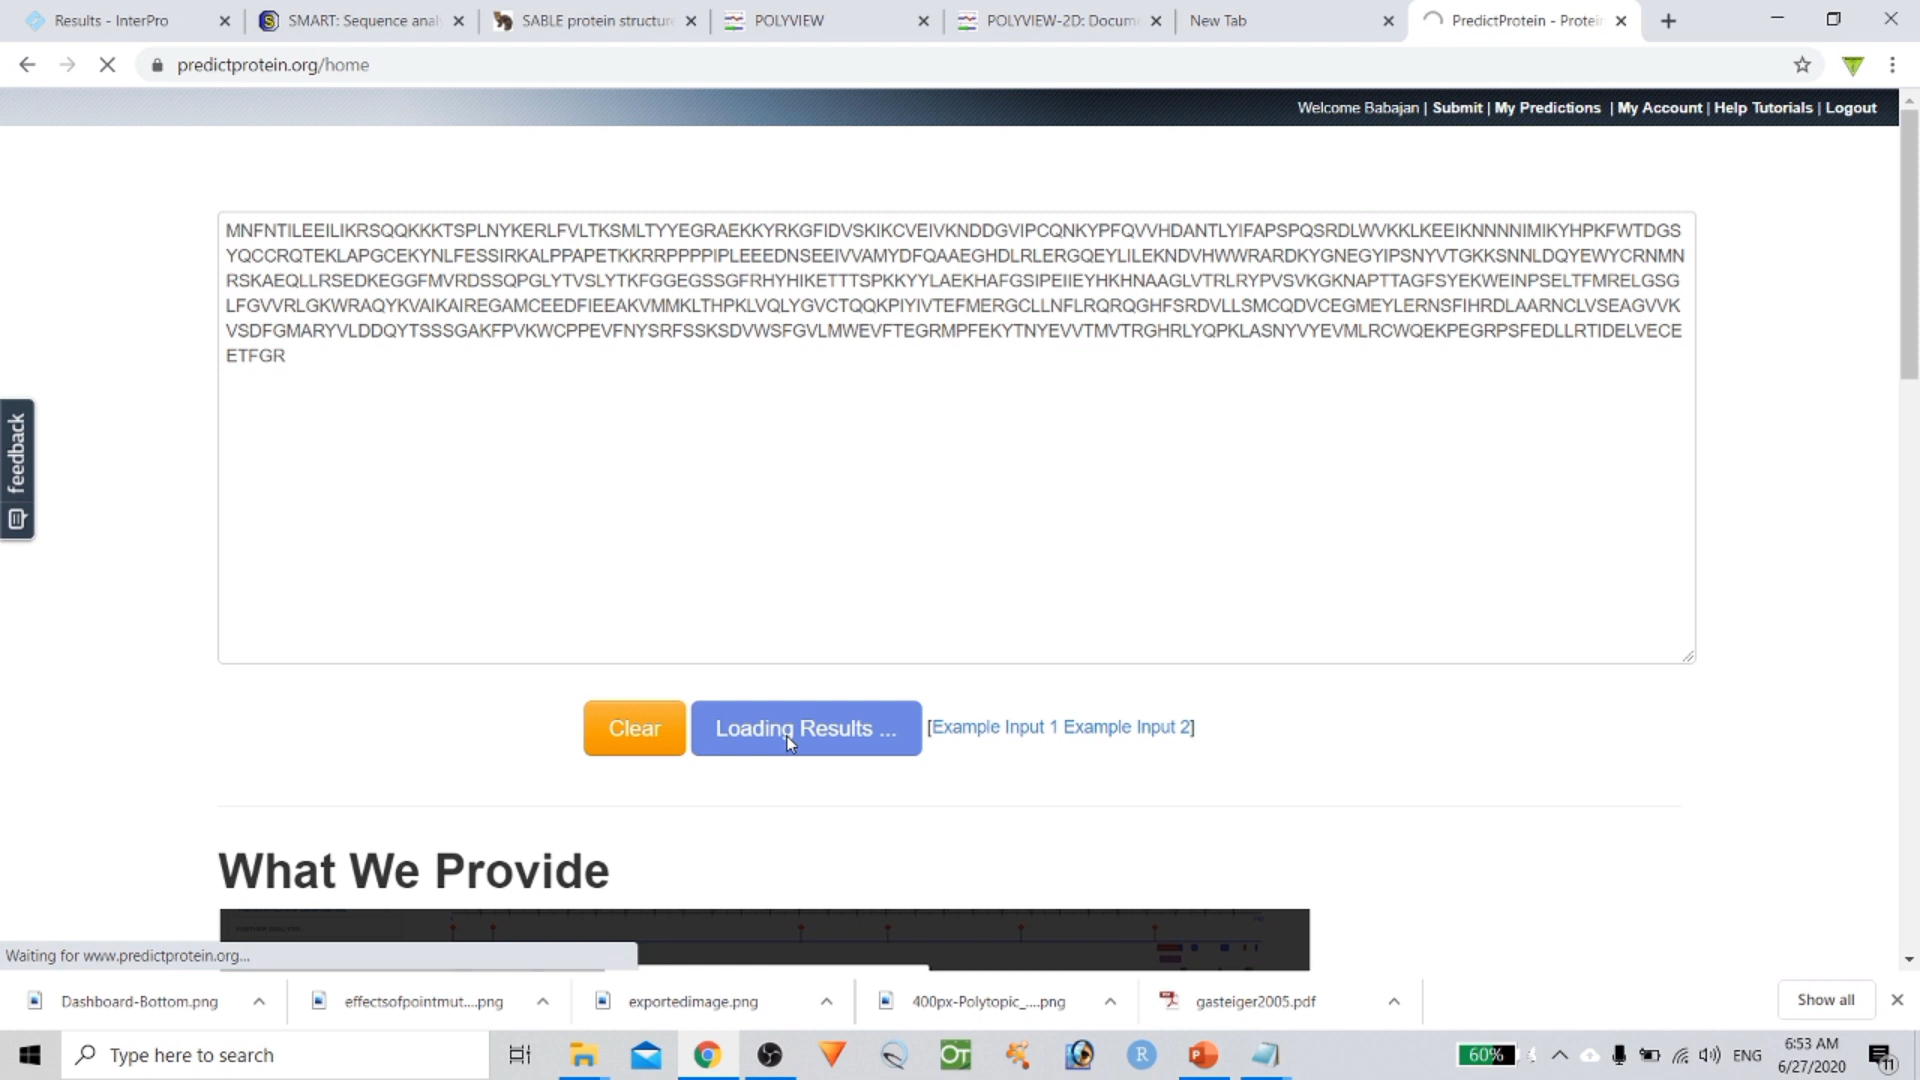 Results - InterPro
SMART: Sequence anal
SABLE protein structure
POLYVIEW
POLYVIEW-2D: Docum
New Tab
PredictProtein - Protein
predictprotein.org/home
Welcome Babajan | Submit | My Predictions | My Account | Help Tutorials | Logout
MNFNTILEEILIKRSQQKKKTSPLNYKERLFVLTKSMLTYYEGRAEKKYRKGFIDVSKIKCVEIVKNDDGVIPCQNKYPFQVVHDANTLYIFAPSPQSRDLWVKKLKEEIKNNNNIMIKYHPKFWTDGS
YQCCRQTEKLAPGCEKYNLFESSIRKALPPAPETKKRRPPPPIPLEEEDNSEEIVVAMYDFQAAEGHDLRLERGQEYLILEKNDVHWWRARDKYGNEGYIPSNYVTGKKSNNLDQYEWYCRNMN
RSKAEQLLRSEDKEGGFMVRDSSQPGLYTVSLYTKFGGEGSSGFRHYHIKETTTSPKKYYLAEKHAFGSIPEIIEYHKHNAAGLVTRLRYPVSVKGKNAPTTAGFSYEKWEINPSELTFMRELGSG
LFGVVRLGKWRAQYKVAIKAIREGAMCEEDFIEEAKVMMKLTHPKLVQLYGVCTQQKPIYIVTEFMERGCLLNFLRQRQGHFSRDVLLSMCQDVCEGMEYLERNSFIHRDLAARNCLVSEAGVVK
VSDFGMARYVLDDQYTSSSGAKFPVKWCPPEVFNYSRFSSKSDVWSFGVLMWEVFTEGRMPFEKYTNYEVVTMVTRGHRLYQPKLASNYVYEVMLRCWQEKPEGRPSFEDLLRTIDELVECE
ETFGR
feedback
Clear
Loading Results ...
[Example Input 1 Example Input 2]
What We Provide
Waiting for www.predictprotein.org...
Dashboard-Bottom.png
effectsofpointmut....png
exportedimage.png
400px-Polytopic_....png
gasteiger2005.pdf
Show all
Type here to search
60%
ENG
6:53 AM
6/27/2020
11